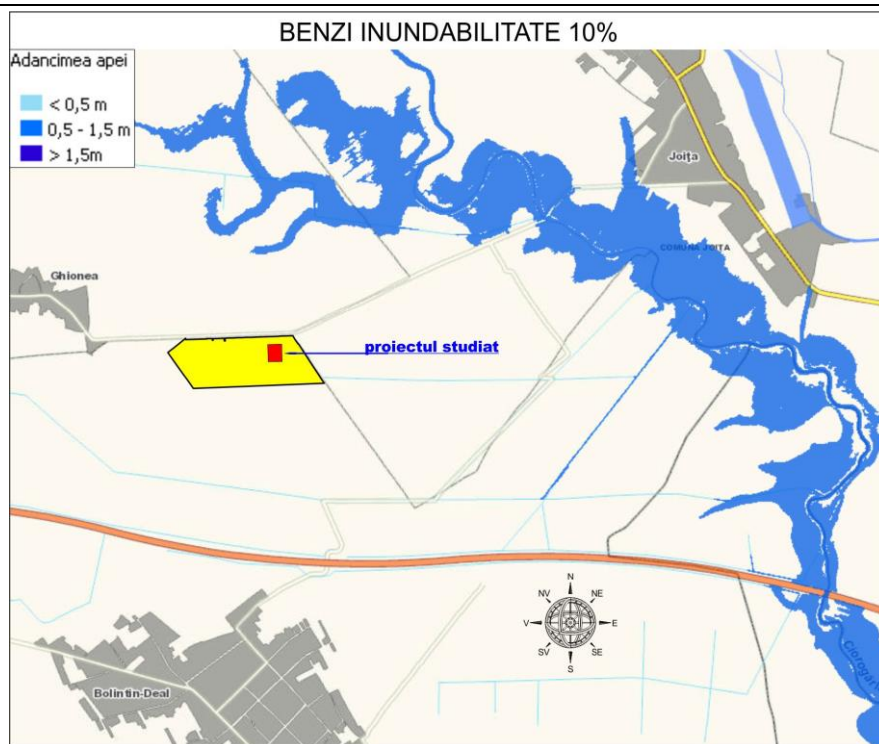 BENZI INUNDABILITATE 10%
Adancimea apei
< 0,5 m
0,5 - 1,5 m
> 1,5m
Joița
COMUNA JOITA
Ghionea
proiectul studiat
N
NV NE
V E
SV SE
S
Bolintin-Deal